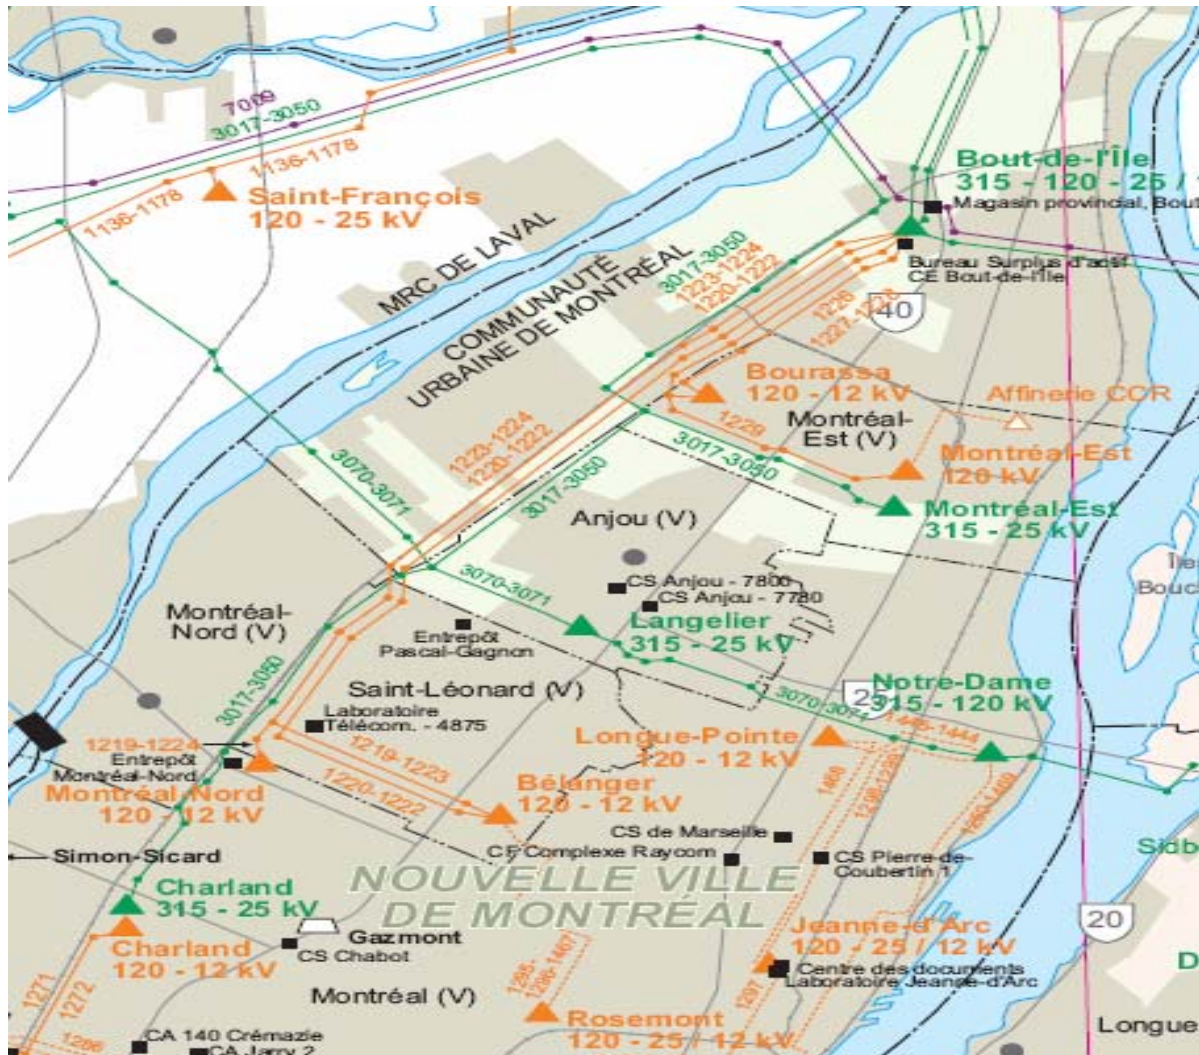 7009
3017-3050
1136-1178
1136-1178
Saint-François
120 - 25 kV
Bout-de-l'Île
315 - 120 - 25 /
Magasin provincial, Bout
Bureau Surplus d'actif
CE Bout-de-l'Île
MRC DE LAVAL
COMMUNAUTÉ
URBAINE DE MONTRÉAL
3017-3050
1223-1224
1220-1222
1226
1227-1228
40
Bourassa
120 - 12 kV
Affinerie CCR
Montréal-
Est (V)
1229
3017-3050
Montréal-Est
120 kV
Montréal-Est
315 - 25 kV
1223-1224
1220-1222
3017-3050
3070-3071
Anjou (V)
CS Anjou - 7800
CS Anjou - 7780
3070-3071
Langelier
315 - 25 kV
Montréal-
Nord (V)
Entrepôt
Pascal-Gagnon
Saint-Léonard (V)
3017-3050
Laboratoire
Télécom. - 4875
3070-3071
25
Notre-Dame
315 - 120 kV
Longue-Pointe
120 - 12 kV
1219-1224
Entrepôt
Montréal-Nord
Montréal-Nord
120 - 12 kV
1219-1223
1220-1222
Bélanger
120 - 12 kV
CS de Marseille
CF Complexe Raycom
CS Pierre-de-
Coubertin 1
Simon-Sicard
Charland
315 - 25 kV
Charland
120 - 12 kV
NOUVELLE VILLE
DE MONTRÉAL
Gazmont
CS Chabot
Jeanne-d'Arc
120 - 25 / 12 kV
Centre des documents
Laboratoire Jeanne-d'Arc
20
1271
1272
Montréal (V)
1297
Rosemont
120 - 25 / 12 kV
CA 140 Crémazie
CA Jarry 2
Longue
D